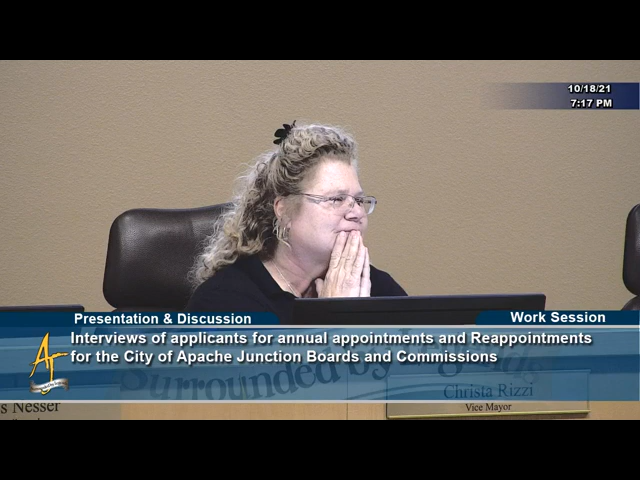 10/18/21
7:17 PM
Presentation & Discussion
Work Session
Interviews of applicants for annual appointments and Reappointments
for the City of Apache Junction Boards and Commissions
Surrounded by Legends
s Nesser
Christa Rizzi
Vice Mayor